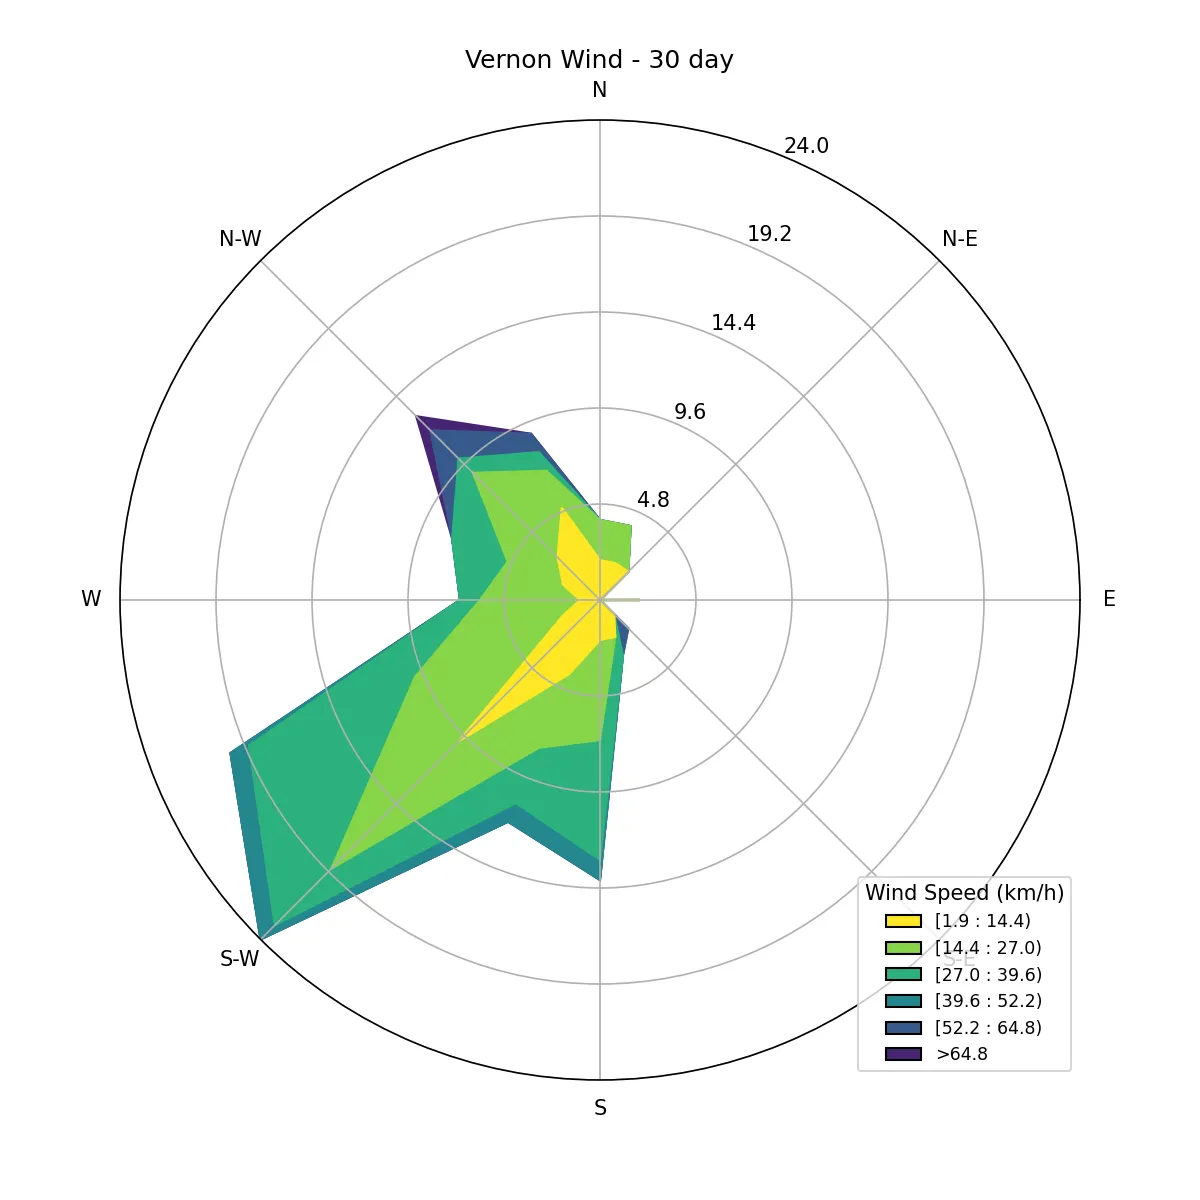 Vernon Wind - 30 day
N
24.0
N-W
19.2
N-E
14.4
9.6
4.8
W
E
S-W
S-E
S
Wind Speed (km/h)
[1.9 : 14.4)
[14.4 : 27.0)
[27.0 : 39.6)
[39.6 : 52.2)
[52.2 : 64.8)
>64.8